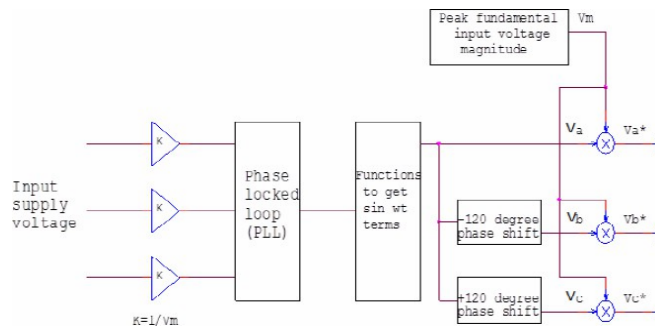 Peak fundamental
input voltage
magnitude
Vm
K
K
K
Input
supply
voltage
K=1/Vm
Phase
locked
loop
(PLL)
Functions
to get
sin wt
terms
-120 degree
phase shift
+120 degree
phase shift
Va
X
Va*
Vb
X
Vb*
Vc
X
Vc*